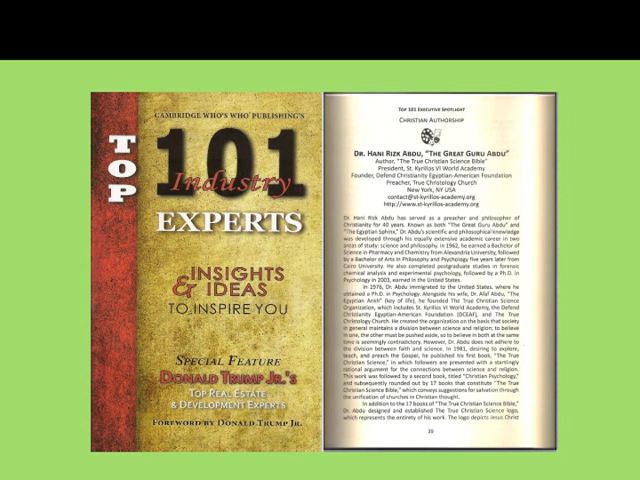 CAMBRIDGE WHO'S WHO PUBLISHING'S
TOP
101
Industry
EXPERTS
INSIGHTS
& IDEAS
TO INSPIRE YOU
SPECIAL FEATURE
DONALD TRUMP JR.'S
TOP REAL ESTATE
& DEVELOPMENT EXPERTS
FOREWORD BY DONALD TRUMP JR.
TOP 101 EXECUTIVE SPOTLIGHT
CHRISTIAN AUTHORSHIP
DR. HANI RIZK ABDU, "THE GREAT GURU ABDU"
Author, "The True Christian Science Bible"
President, St. Kyrillos VI World Academy
Founder, Defend Christianity Egyptian-American Foundation
Preacher, True Christology Church
New York, NY USA
contact@st-kyrillos-academy.org
http://www.st-kyrillos-academy.org
Dr. Hani Rizk Abdu has served as a preacher and philosopher of
Christianity for 40 years. Known as both "The Great Guru Abdu" and
"The Egyptian Sphinx," Dr. Abdu's scientific and philosophical knowledge
was developed through his equally extensive academic career in two
areas of study: science and philosophy. In 1962, he earned a Bachelor of
Science in Pharmacy and Chemistry from Alexandria University, followed
by a Bachelor of Arts in Philosophy and Psychology five years later from
Cairo University. He also completed postgraduate studies in forensic
chemical analysis and experimental psychology, followed by a Ph.D. in
Psychology in 2003, earned in the United States.
In 1976, Dr. Abdu immigrated to the United States, where he
obtained a Ph.D. in Psychology. Alongside his wife, Dr. Afaf Abdu, "The
Egyptian Ankh" (key of life), he founded The True Christian Science
Organization, which includes St. Kyrillos VI World Academy, the Defend
Christianity Egyptian-American Foundation (DCEAF), and The True
Christology Church. He created the organization on the basis that society
in general maintains a division between science and religion; to believe
in one, the other must be pushed aside, so to believe in both at the same
time is seemingly contradictory. However, Dr. Abdu does not adhere to
the division between faith and science. In 1981, desiring to explore,
teach, and preach the Gospel, he published his first book, "The True
Christian Science," in which followers are presented with a startlingly
rational argument for the connections between science and religion.
This work was followed by a second book, titled "Christian Psychology,"
and subsequently rounded out by 17 books that constitute "The True
Christian Science Bible," which conveys suggestions for salvation through
the unification of churches in Christian thought.
In addition to the 17 books of "The True Christian Science Bible,"
Dr. Abdu designed and established The True Christian Science logo,
which represents the entirety of his work. The logo depicts Jesus Christ